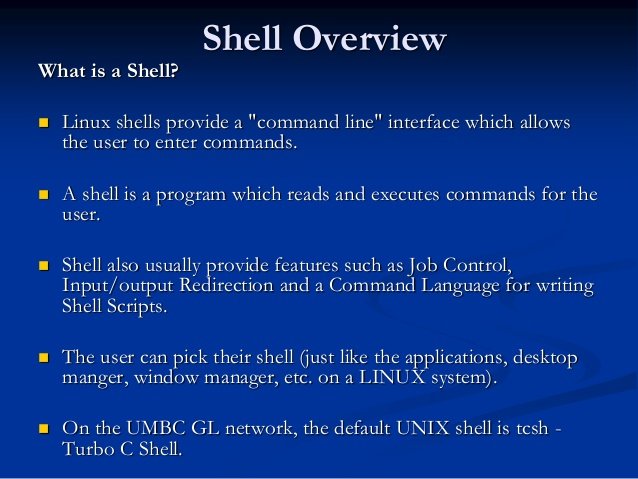 Shell Overview
What is a Shell?
Linux shells provide a "command line" interface which allows
the user to enter commands.
A shell is a program which reads and executes commands for the
user.
Shell also usually provide features such as Job Control,
Input/output Redirection and a Command Language for writing
Shell Scripts.
The user can pick their shell (just like the applications, desktop
manger, window manager, etc. on a LINUX system).
On the UMBC GL network, the default UNIX shell is tcsh -
Turbo C Shell.